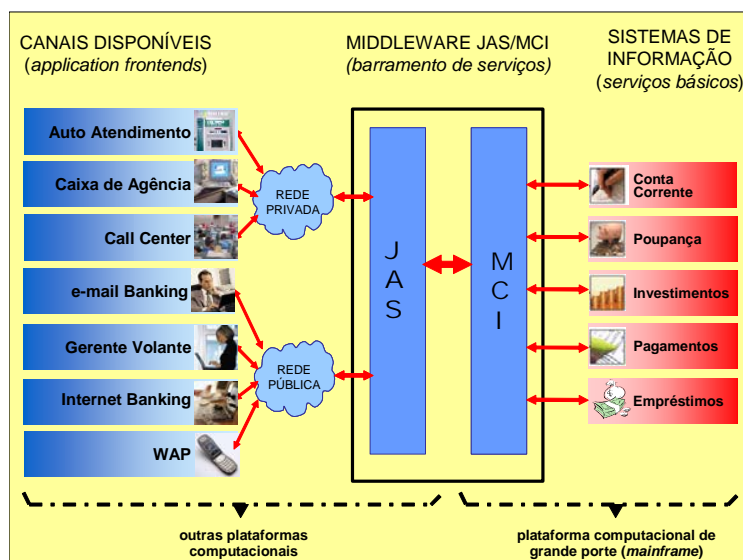 CANAIS DISPONÍVEIS
(application frontends)
MIDDLEWARE JAS/MCI
(barramento de serviços)
SISTEMAS DE
INFORMAÇÃO
(serviços básicos)
Auto Atendimento
Caixa de Agência
Call Center
e-mail Banking
Gerente Volante
Internet Banking
WAP
REDE
PRIVADA
REDE
PÚBLICA
J
A
S
M
C
I
Conta
Corrente
Poupança
Investimentos
Pagamentos
Empréstimos
outras plataformas
computacionais
plataforma computacional de
grande porte (mainframe)